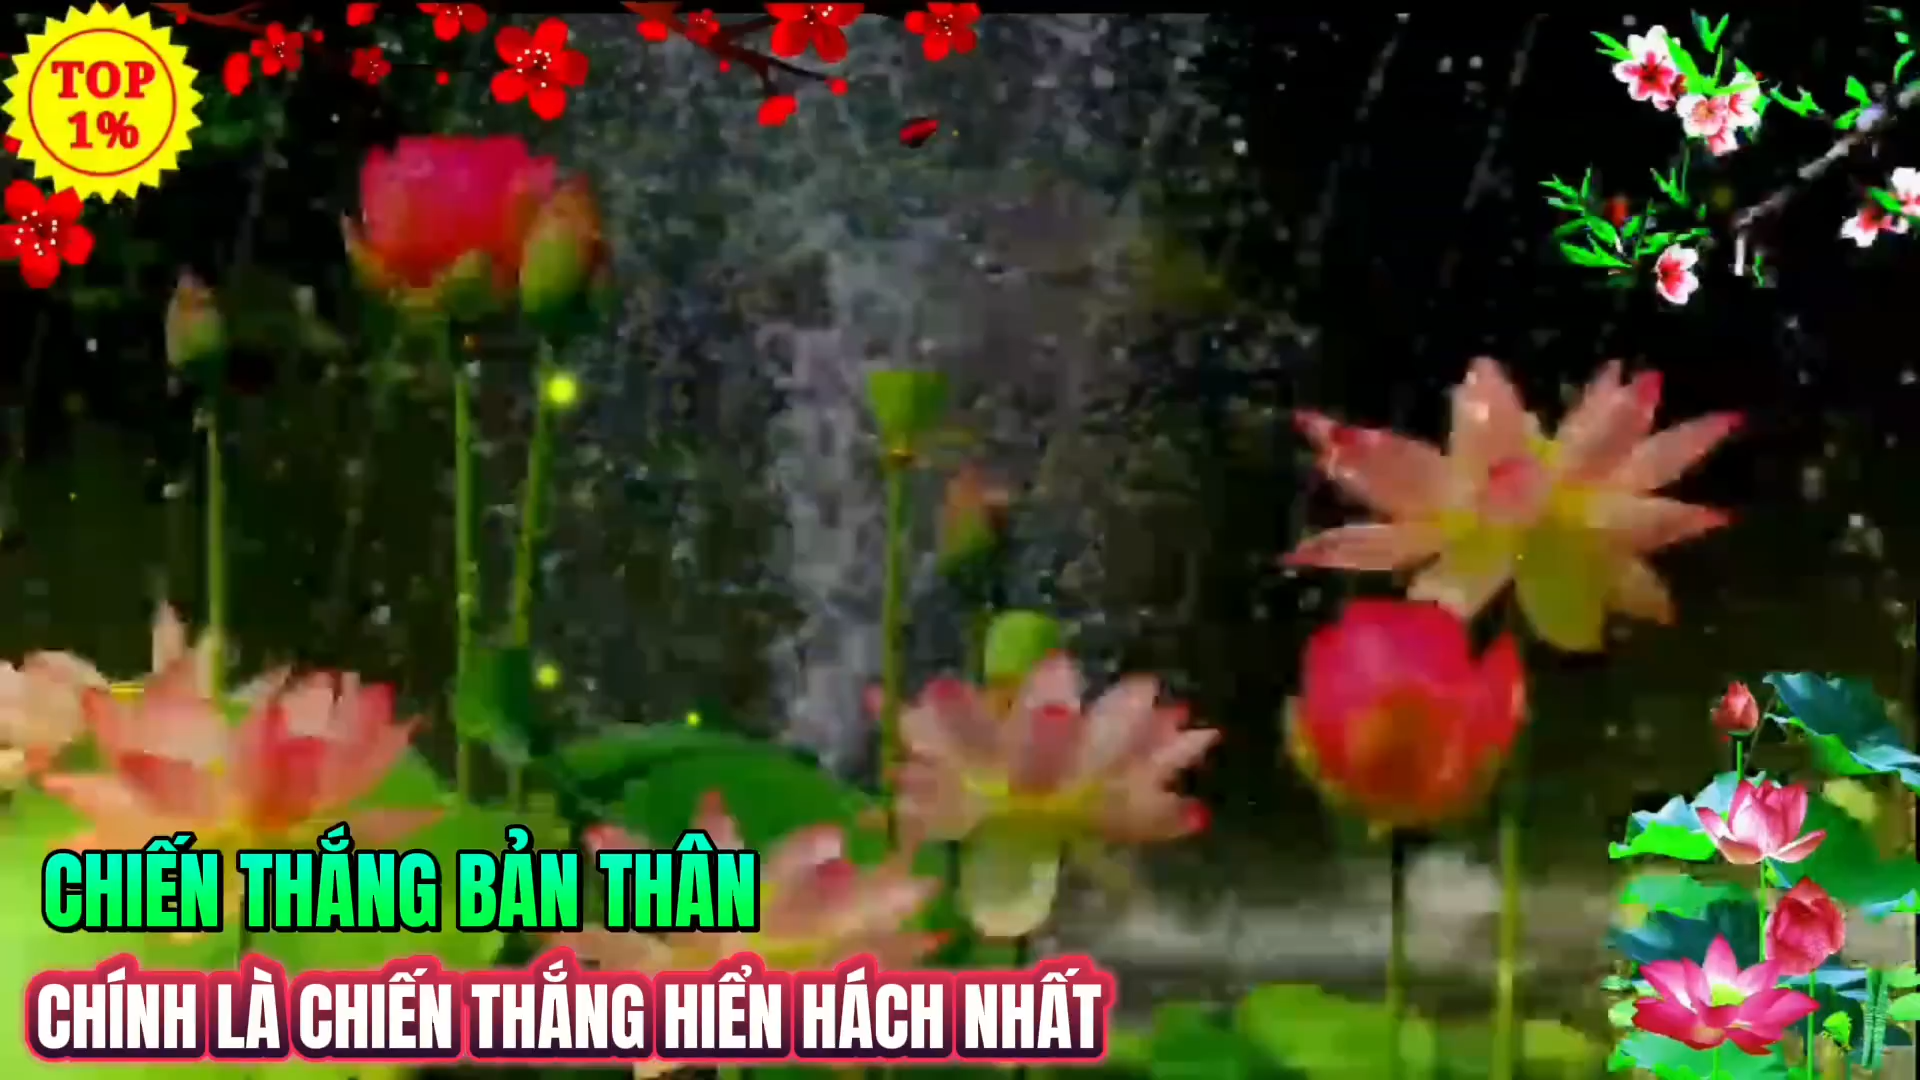 TOP
1%
CHIẾN THẮNG BẢN THÂN
CHÍNH LÀ CHIẾN THẮNG HIỂN HÁCH NHẤT